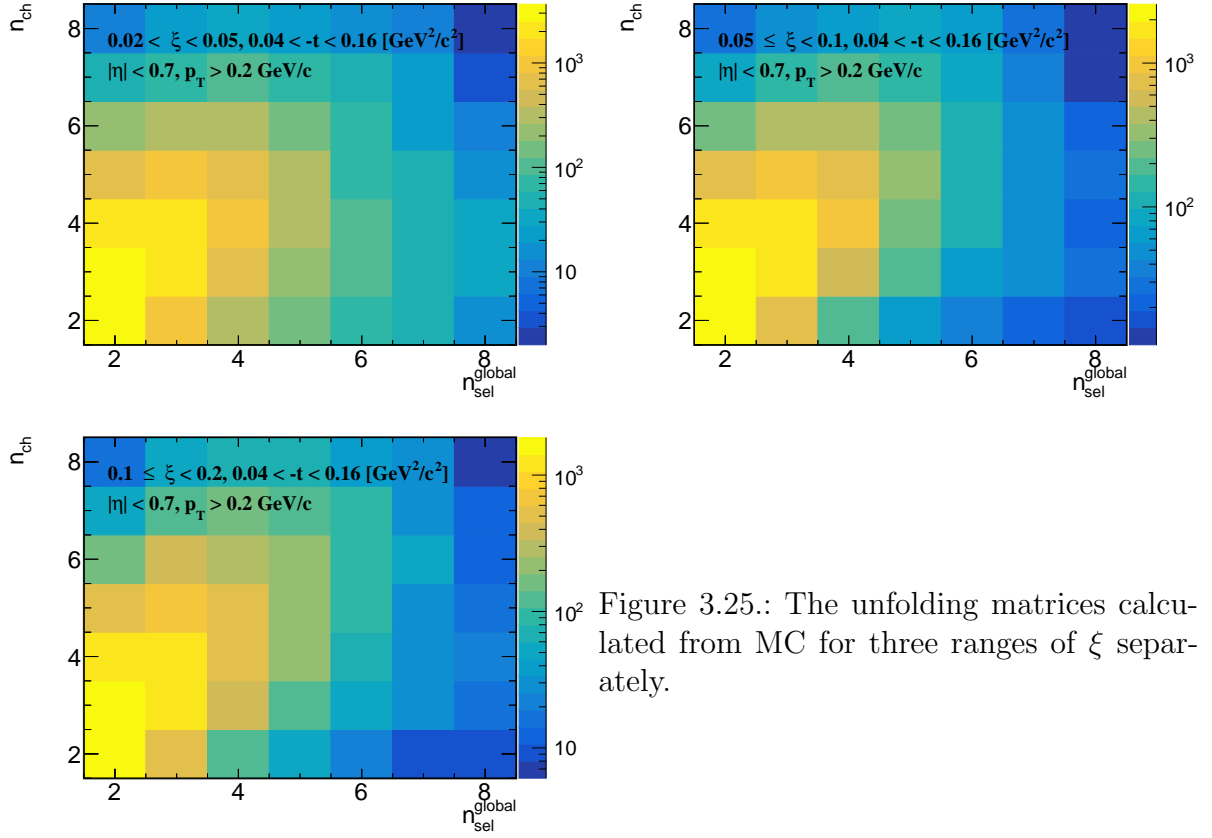 n_ch
8
6
4
2
2 4 6 8
n_sel^global
0.02 < ξ < 0.05, 0.04 < -t < 0.16 [GeV²/c²]
|η| < 0.7, p_T > 0.2 GeV/c
10³
10²
10
n_ch
8
6
4
2
2 4 6 8
n_sel^global
0.05 ≤ ξ < 0.1, 0.04 < -t < 0.16 [GeV²/c²]
|η| < 0.7, p_T > 0.2 GeV/c
10³
10²
n_ch
8
6
4
2
2 4 6 8
n_sel^global
0.1 ≤ ξ < 0.2, 0.04 < -t < 0.16 [GeV²/c²]
|η| < 0.7, p_T > 0.2 GeV/c
10³
10²
10
Figure 3.25.: The unfolding matrices calcu-
lated from MC for three ranges of ξ separ-
ately.